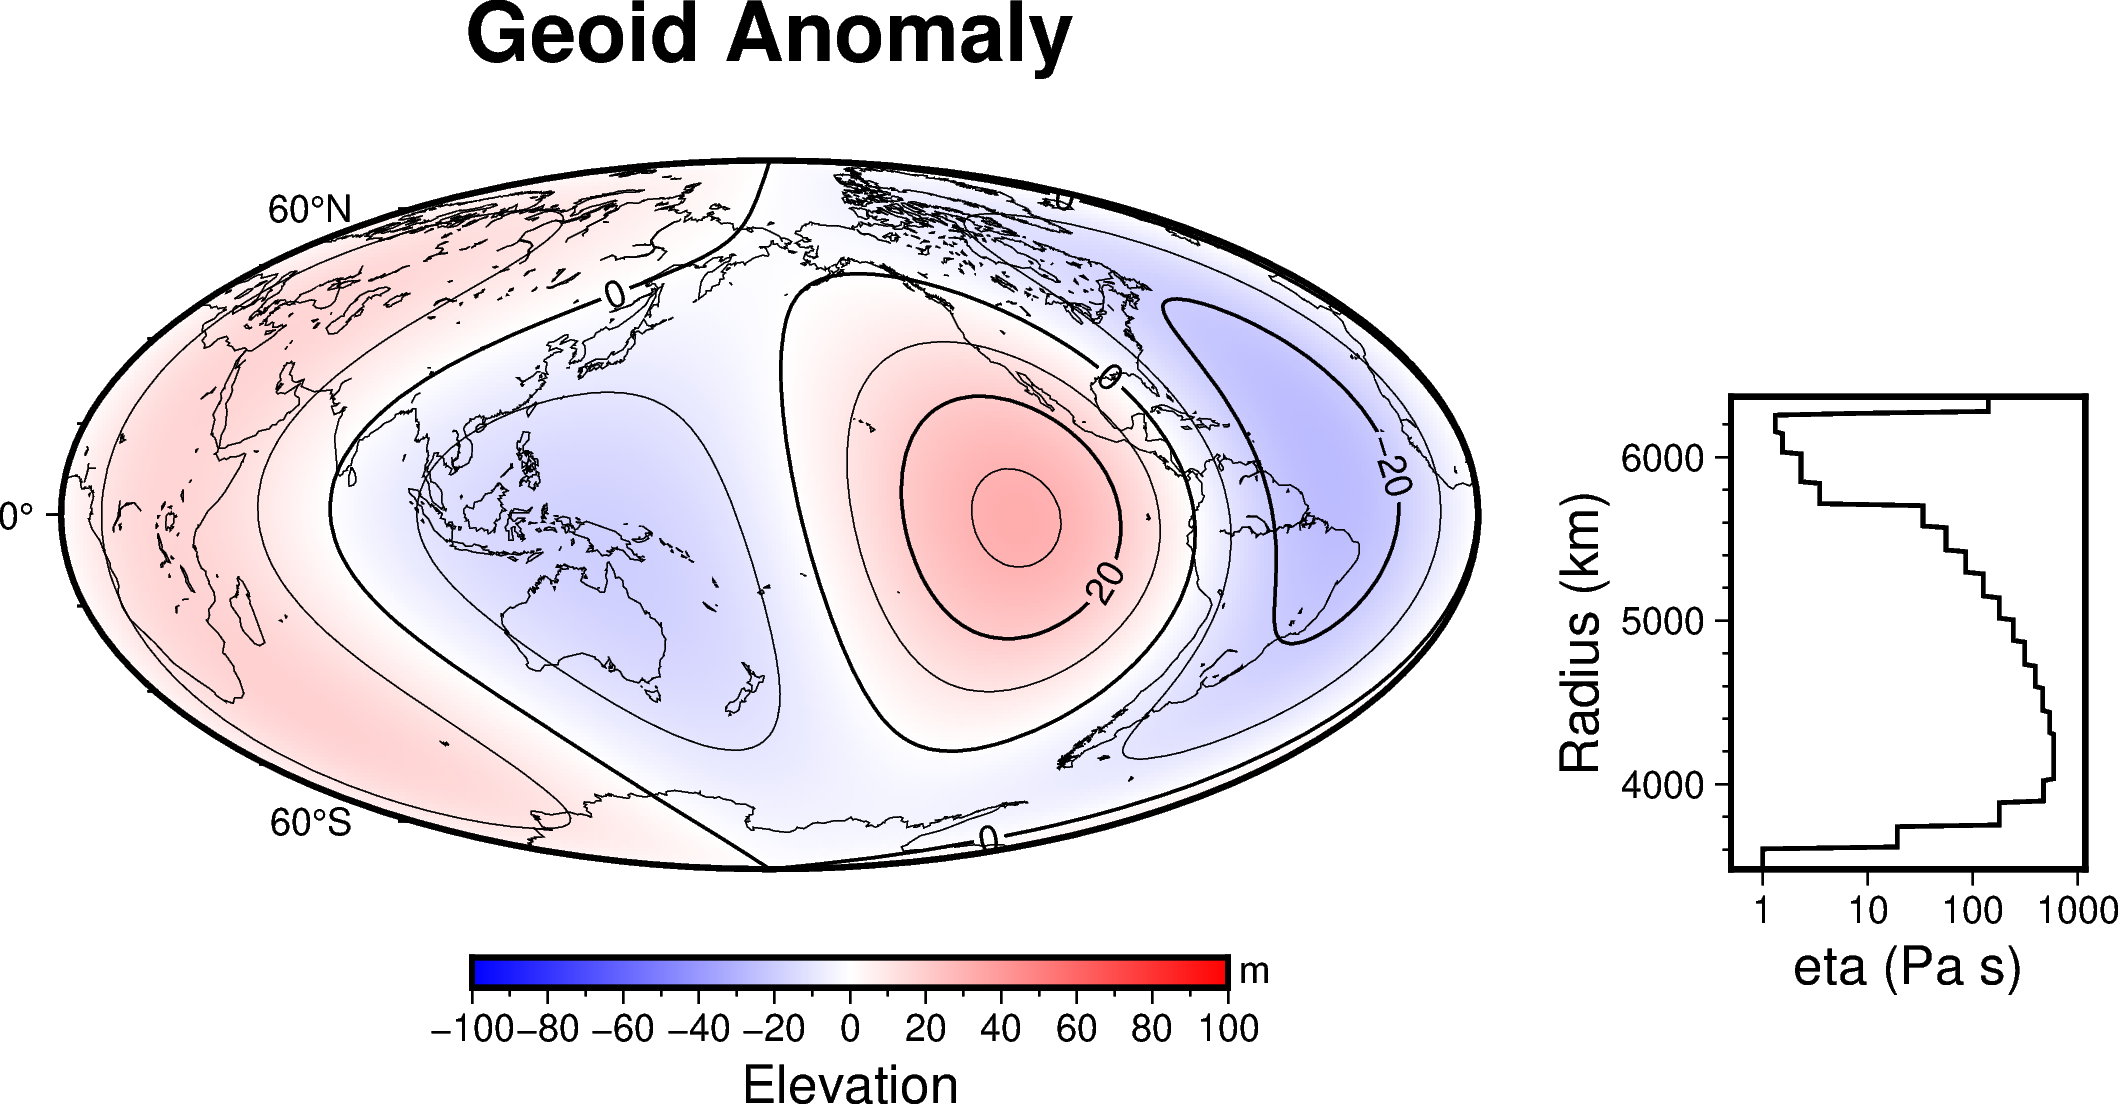 Geoid Anomaly
60°N
0
0
0
0°
−20
20
60°S
0
−100 −80 −60 −40 −20 0 20 40 60 80 100
m
Elevation
Radius (km)
6000
5000
4000
1 10 100 1000
eta (Pa s)